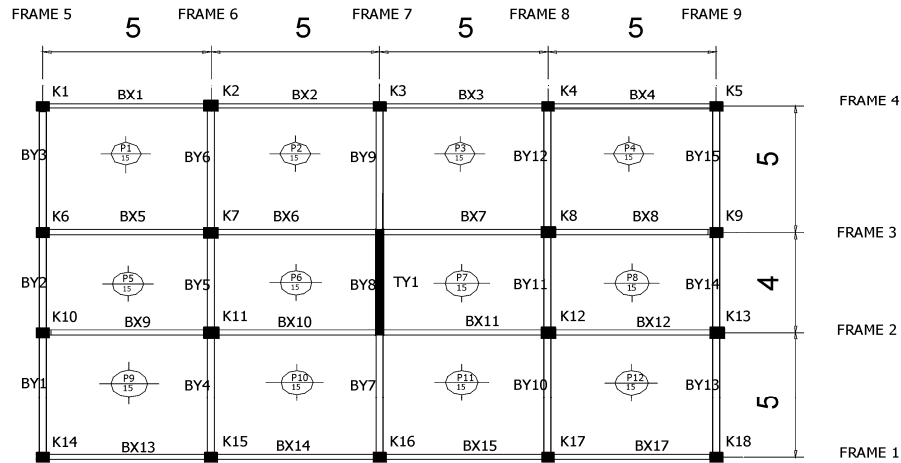 FRAME 5 FRAME 6 FRAME 7 FRAME 8 FRAME 9
5 5 5 5
K1 BX1 K2 BX2 K3 BX3 K4 BX4 K5 FRAME 4
BY3 P1 15 BY6 P2 15 BY9 P3 15 BY12 P4 15 BY15 5
K6 BX5 K7 BX6 BX7 K8 BX8 K9 FRAME 3
BY2 P5 15 BY5 P6 15 BY8 TY1 P7 15 BY11 P8 15 BY14 4
K10 BX9 K11 BX10 BX11 K12 BX12 K13 FRAME 2
BY1 P9 15 BY4 P10 15 BY7 P11 15 BY10 P12 15 BY13 5
K14 BX13 K15 BX14 K16 BX15 K17 BX17 K18 FRAME 1